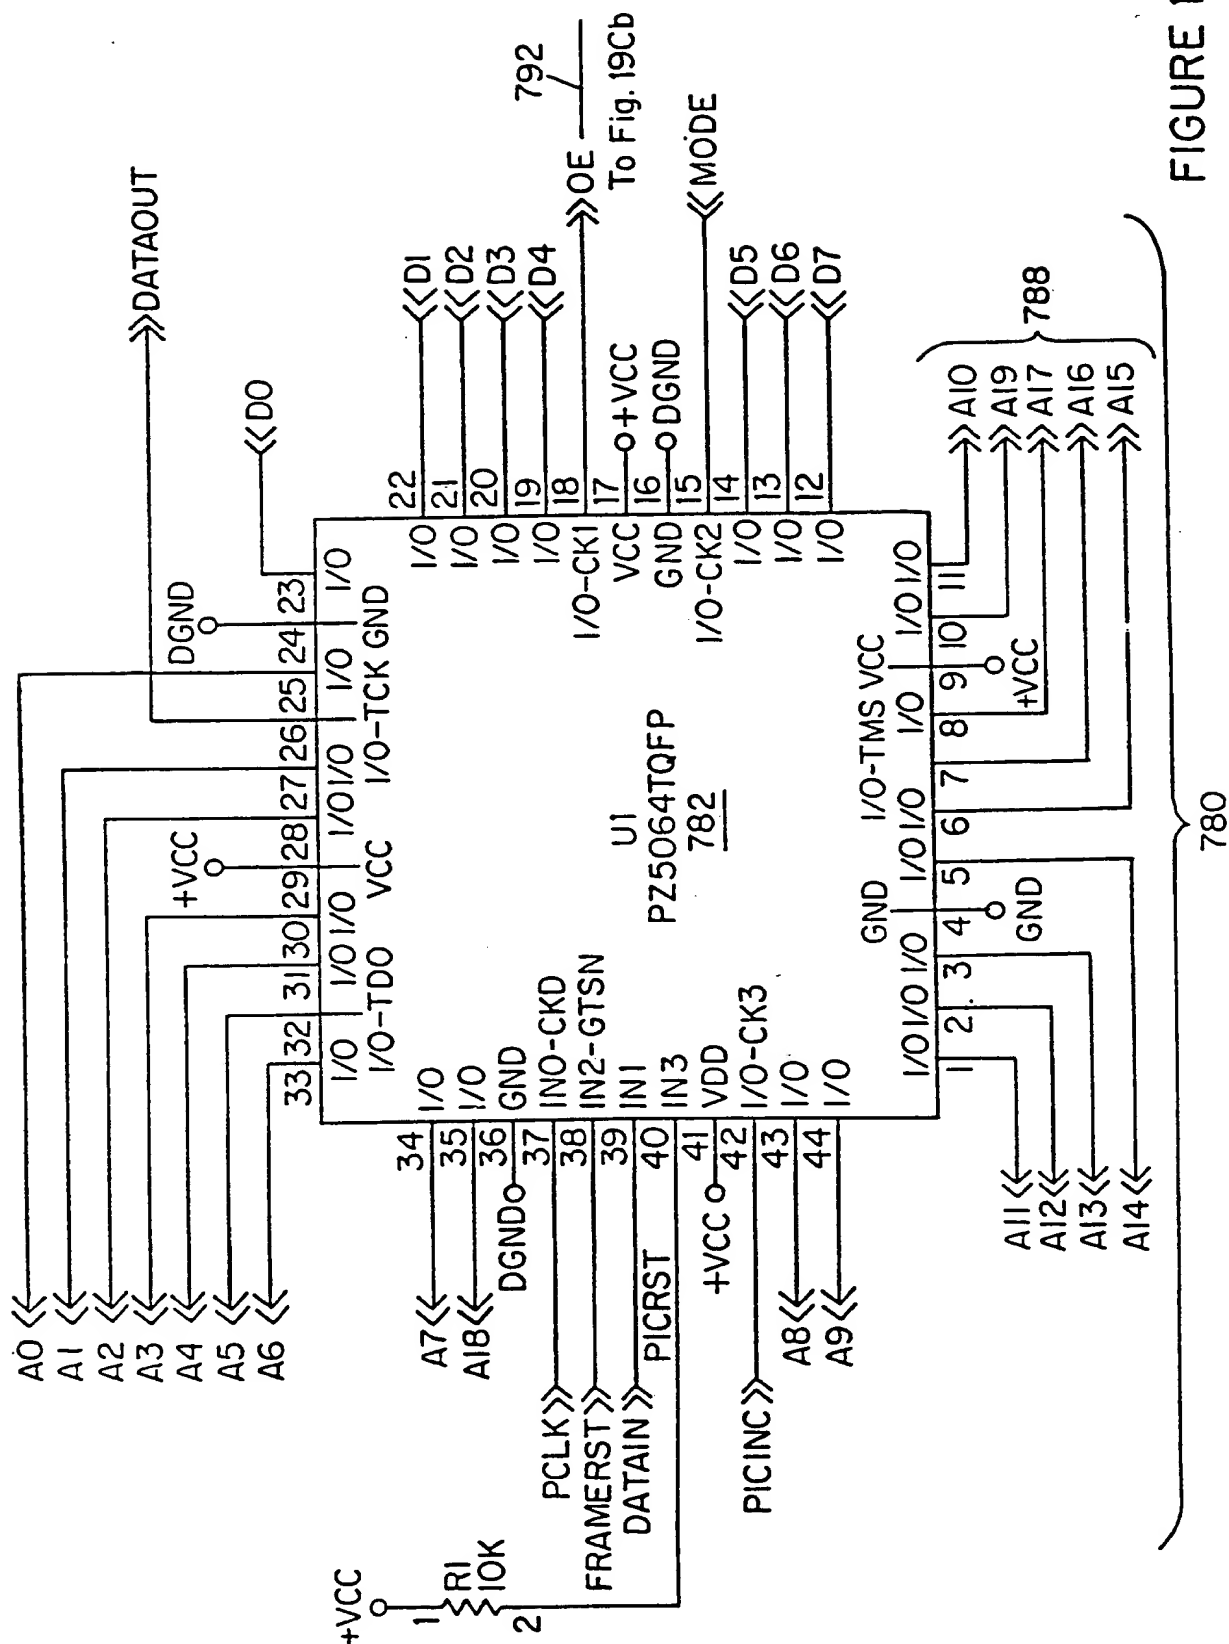 +VCC
1
R1
10K
2
A0
A1
A2
A3
A4
A5
A6
A7
A18
DGND
PCLK
FRAMERST
DATAIN
PICRST
+VCC
PICINC
A8
A9
A11
A12
A13
A14
34 I/O
35 I/O
36 GND
37 IN0-CKD
38 IN2-GTSN
39 IN1
40 IN3
41 VDD
42 I/O-CK3
43 I/O
44 I/O
33 I/O
32 I/O-TDO
31 I/O
30 I/O
29 VCC
+VCC
28 I/O
27 I/O
26 I/O-TCK
25 I/O
24 GND
DGND
23 I/O
U1
PZ5064TQFP
782
1 I/O
2 I/O
3 I/O
4 GND
GND
5 I/O
6 I/O
7 I/O-TMS
8 I/O
9 VCC
+VCC
10 I/O
11 I/O
22 I/O
21 I/O
20 I/O
19 I/O
18 I/O-CK1
17 VCC
16 GND
15 I/O-CK2
14 I/O
13 I/O
12 I/O
D0
DATAOUT
D1
D2
D3
D4
OE
792
To Fig. 19Cb
+VCC
DGND
MODE
D5
D6
D7
A10
A19
A17
A16
A15
788
780
FIGURE 1